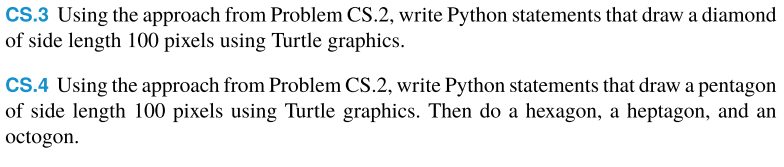 CS.3 Using the approach from Problem CS.2, write Python statements that draw a diamond
of side length 100 pixels using Turtle graphics.
CS.4 Using the approach from Problem CS.2, write Python statements that draw a pentagon
of side length 100 pixels using Turtle graphics. Then do a hexagon, a heptagon, and an
octogon.